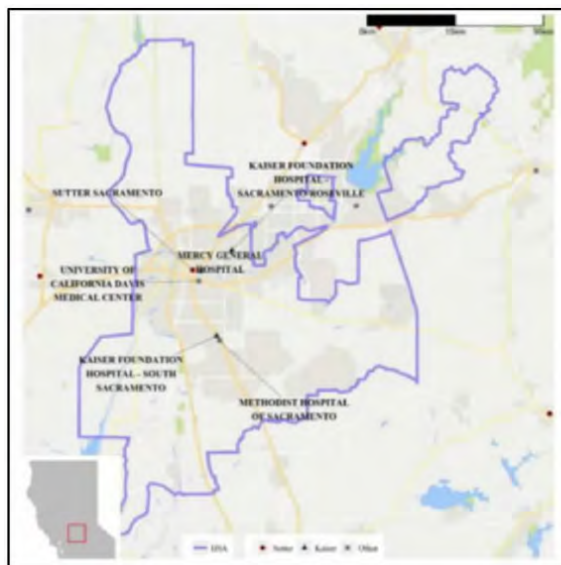 KAISER FOUNDATION
HOSPITAL -
SACRAMENTO/ROSEVILLE
SUTTER SACRAMENTO
MERCY GENERAL
HOSPITAL
UNIVERSITY OF
CALIFORNIA DAVIS
MEDICAL CENTER
KAISER FOUNDATION
HOSPITAL - SOUTH
SACRAMENTO
METHODIST HOSPITAL
OF SACRAMENTO
HSA Sutter Kaiser Other